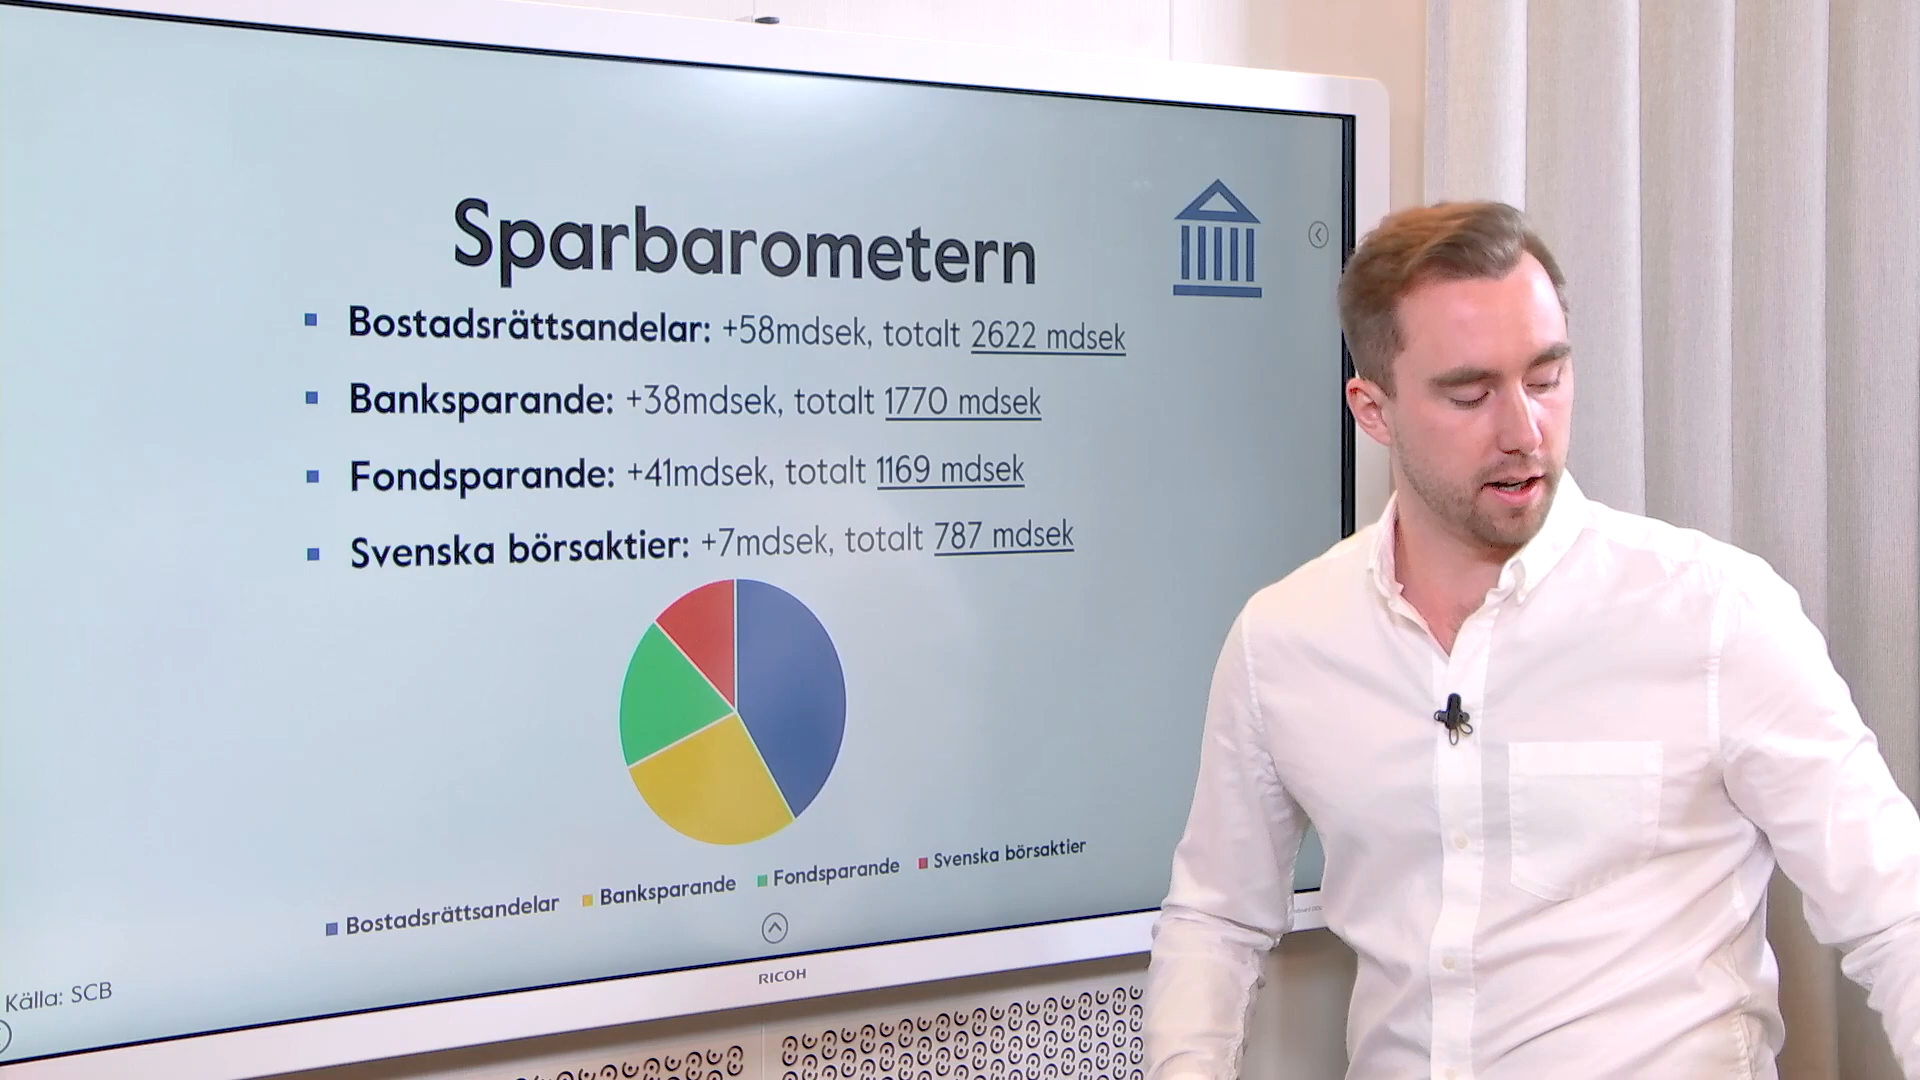 Sparbarometern
Bostadsrättsandelar: +58mdsek, totalt 2622 mdsek
Banksparande: +38mdsek, totalt 1770 mdsek
Fondsparande: +41mdsek, totalt 1169 mdsek
Svenska börsaktier: +7mdsek, totalt 787 mdsek
Bostadsrättsandelar Banksparande Fondsparande Svenska börsaktier
Källa: SCB
RICOH